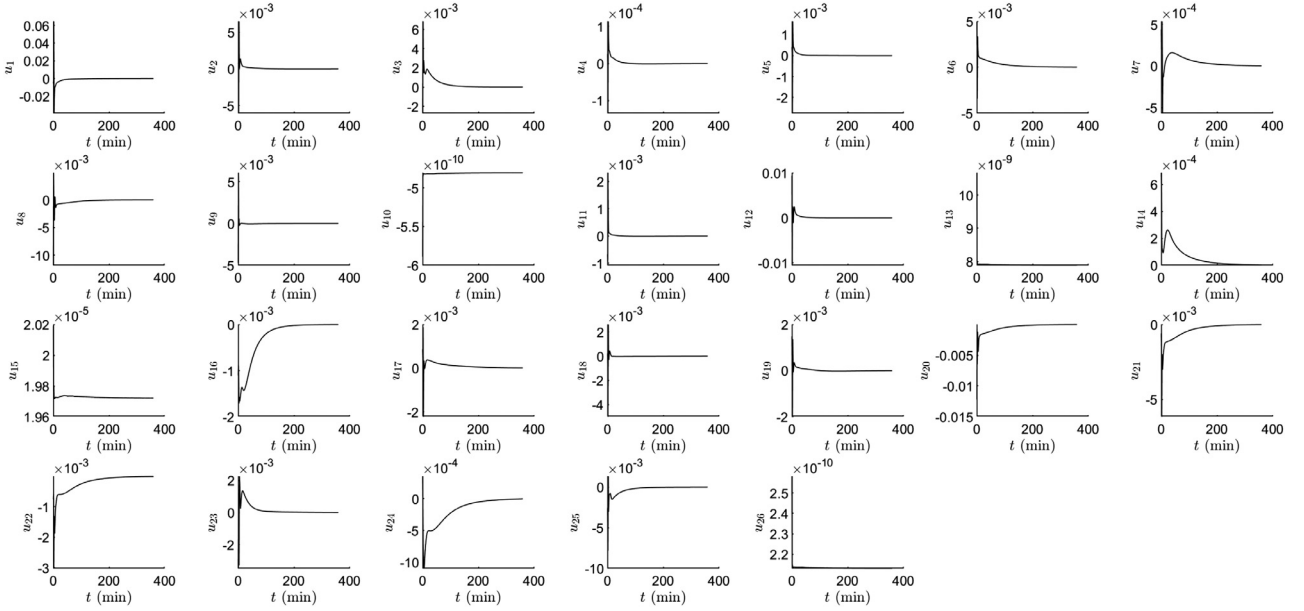 ×10⁻³ ×10⁻³ ×10⁻⁴ ×10⁻³ ×10⁻³ ×10⁻⁴
u₁ 0.06 0.04 0.02 0 -0.02
u₂ 5 0 -5
u₃ 6 4 2 0 -2
u₄ 1 0 -1
u₅ 1 0 -1 -2
u₆ 5 0 -5
u₇ 5 0 -5
0 200 400 0 200 400 0 200 400 0 200 400 0 200 400 0 200 400 0 200 400
t (min) t (min) t (min) t (min) t (min) t (min) t (min)
×10⁻³ ×10⁻³ ×10⁻¹⁰ ×10⁻³ ×10⁻⁹ ×10⁻⁴
u₈ 0 -5 -10
u₉ 5 0 -5
u₁₀ -5 -5.5 -6
u₁₁ 3 2 1 0 -1
u₁₂ 0.01 0 -0.01
u₁₃ 10 9 8
u₁₄ 6 4 2 0
0 200 400 0 200 400 0 200 400 0 200 400 0 200 400 0 200 400 0 200 400
t (min) t (min) t (min) t (min) t (min) t (min) t (min)
×10⁻⁵ ×10⁻³ ×10⁻³ ×10⁻³ ×10⁻³ ×10⁻³
u₁₅ 2.02 2 1.98 1.96
u₁₆ 0 -1 -2
u₁₇ 2 0 -2
u₁₈ 2 0 -2 -4
u₁₉ 2 0 -2
u₂₀ 0 -0.005 -0.01 -0.015
u₂₁ 0 -5
0 200 400 0 200 400 0 200 400 0 200 400 0 200 400 0 200 400 0 200 400
t (min) t (min) t (min) t (min) t (min) t (min) t (min)
×10⁻³ ×10⁻³ ×10⁻⁴ ×10⁻³ ×10⁻¹⁰
u₂₂ -1 -2 -3
u₂₃ 2 0 -2
u₂₄ 0 -5 -10
u₂₅ 0 -5 -10
u₂₆ 2.5 2.4 2.3 2.2
0 200 400 0 200 400 0 200 400 0 200 400 0 200 400
t (min) t (min) t (min) t (min) t (min)